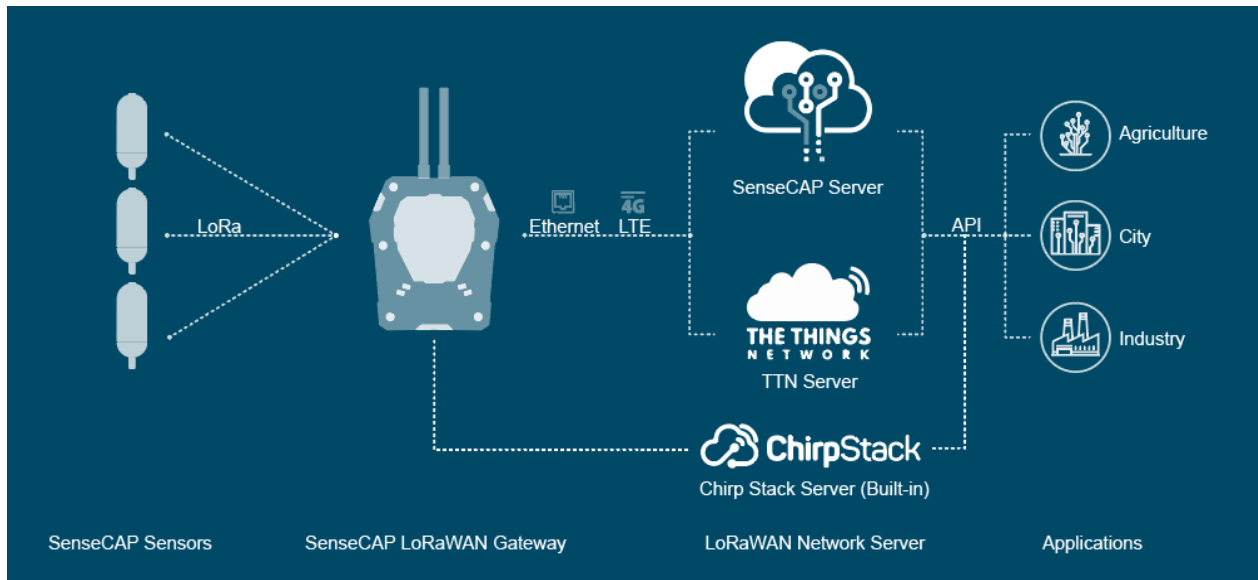 SenseCAP Server
Agriculture
LoRa
4G
Ethernet
LTE
API
City
THE THINGS
NETWORK
TTN Server
Industry
ChirpStack
Chirp Stack Server (Built-in)
SenseCAP Sensors
SenseCAP LoRaWAN Gateway
LoRaWAN Network Server
Applications